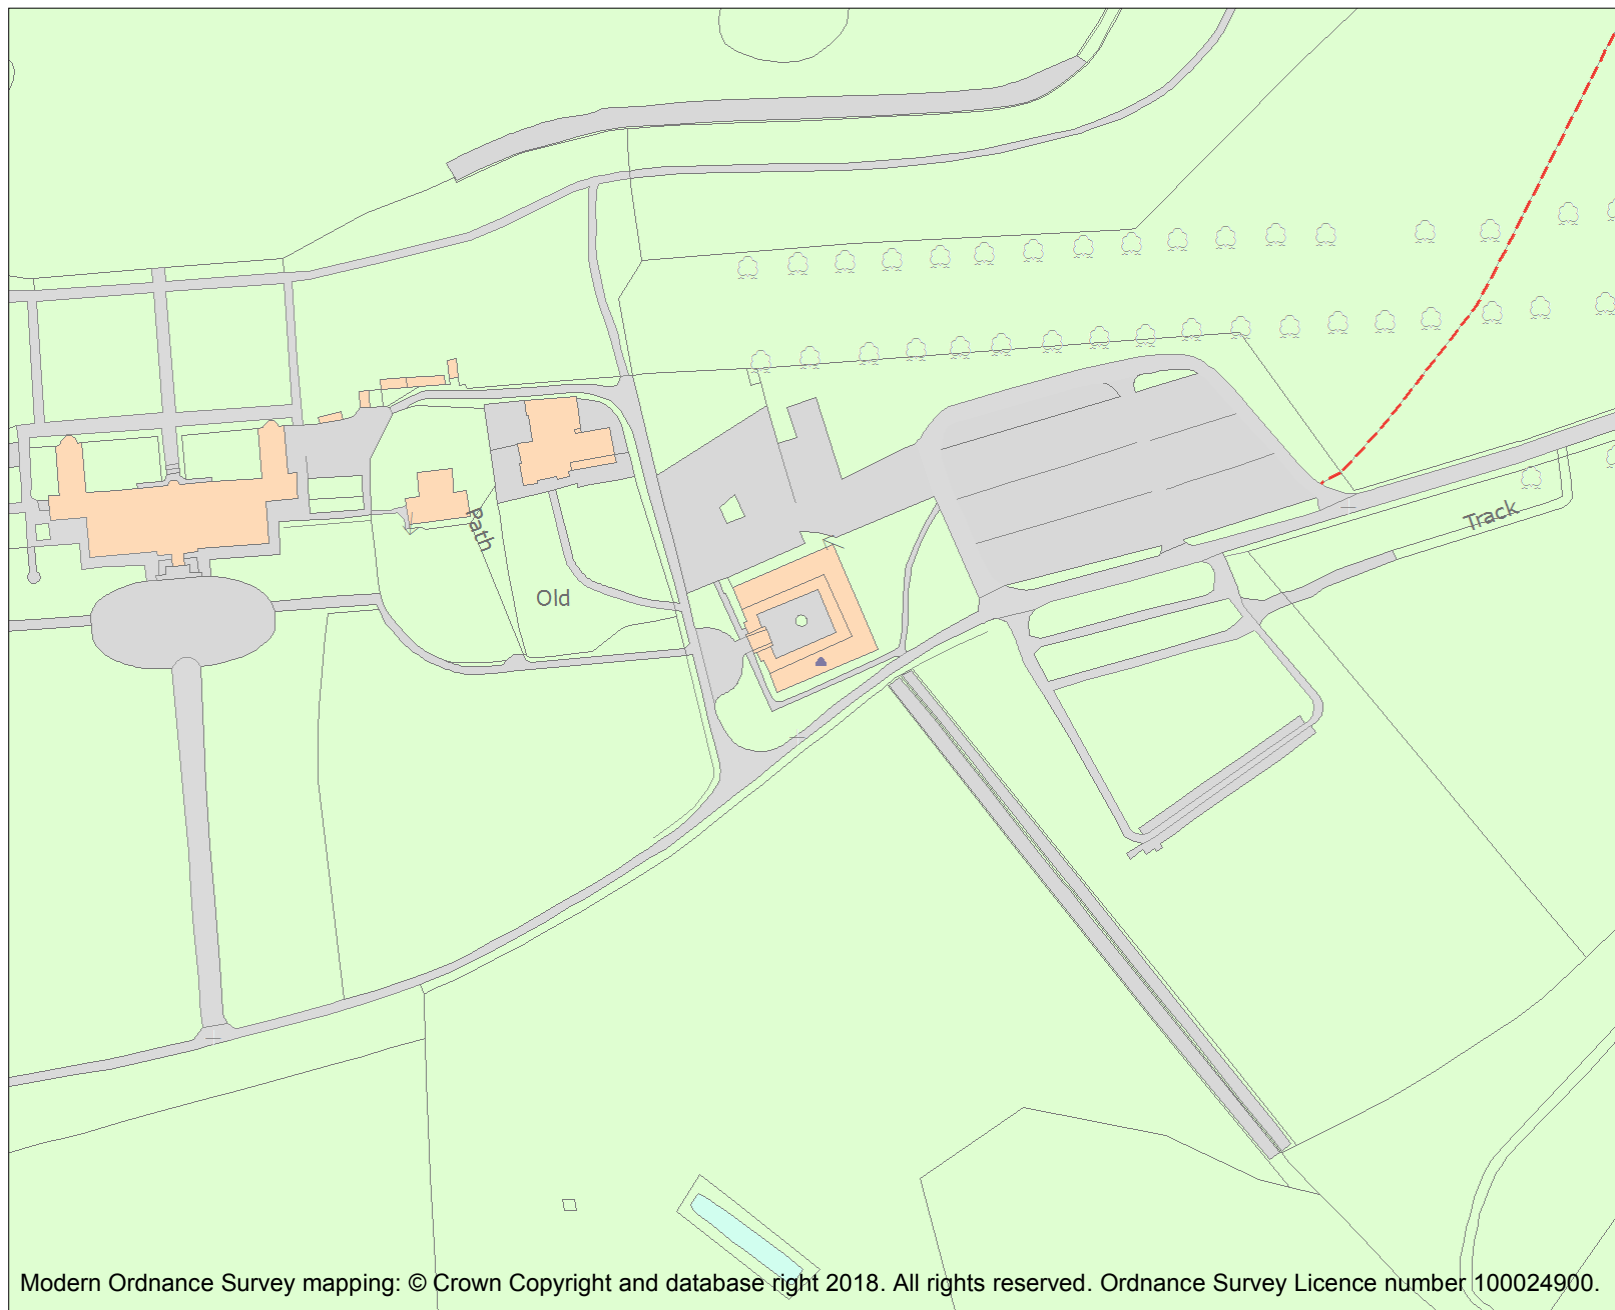 Track
Path
Old
Modern Ordnance Survey mapping: © Crown Copyright and database right 2018. All rights reserved. Ordnance Survey Licence number 100024900.